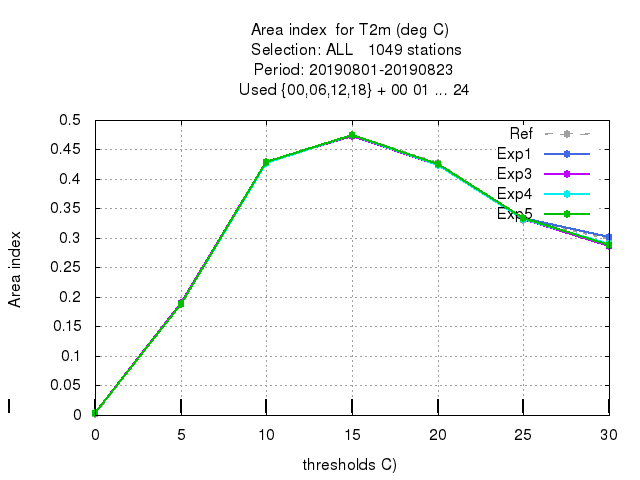 Area index  for T2m (deg C)
Selection: ALL   1049 stations
Period: 20190801-20190823
Used {00,06,12,18} + 00 01 ... 24
0.5
0.45
0.4
0.35
0.3
0.25
0.2
0.15
0.1
0.05
0
Area index
Ref
Exp1
Exp3
Exp4
Exp5
0 5 10 15 20 25 30
thresholds C)